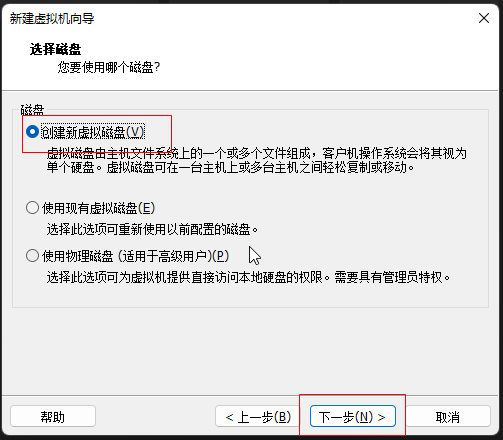 新建虚拟机向导
选择磁盘
您要使用哪个磁盘?
磁盘
创建新虚拟磁盘(V)
虚拟磁盘由主机文件系统上的一个或多个文件组成，客户机操作系统会将其视为
单个硬盘。虚拟磁盘可在一台主机上或多台主机之间轻松复制或移动。
使用现有虚拟磁盘(E)
选择此选项可重新使用以前配置的磁盘。
使用物理磁盘 (适用于高级用户)(P)
选择此选项可为虚拟机提供直接访问本地硬盘的权限。需要具有管理员特权。
帮助
< 上一步(B)
下一步(N) >
取消